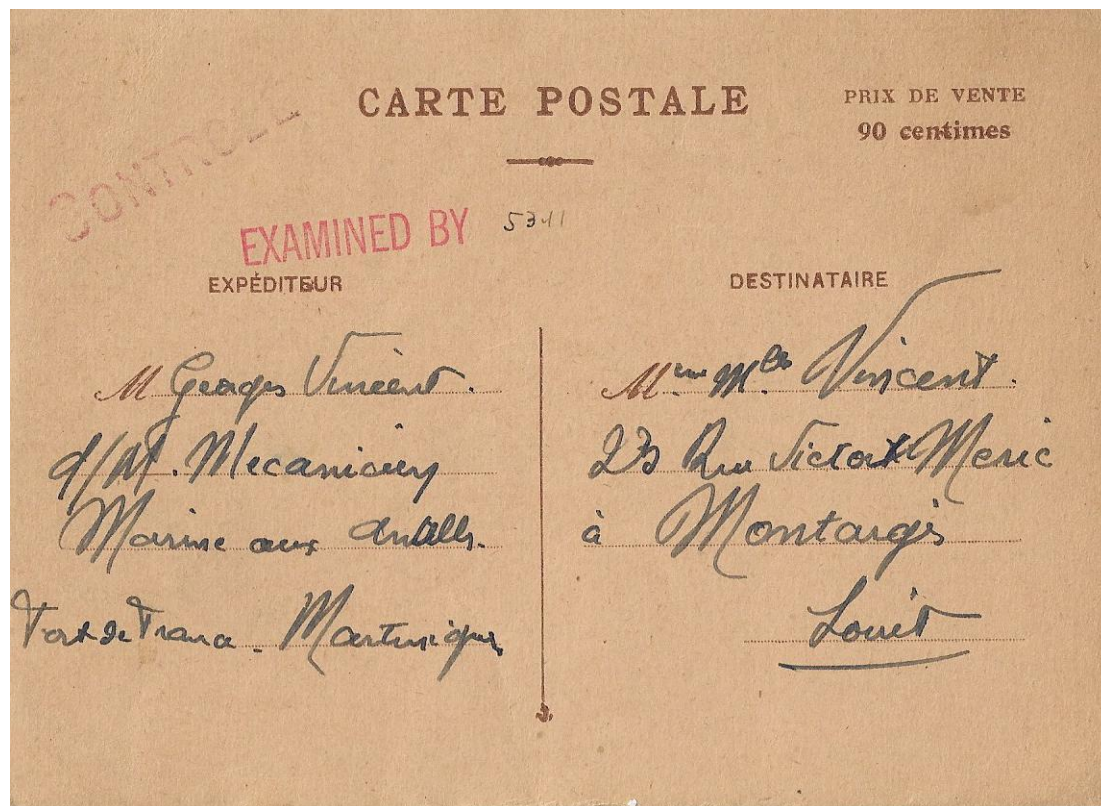 CARTE POSTALE
PRIX DE VENTE
90 centimes
CONTROLE
EXAMINED BY 5311
EXPÉDITEUR
M Georges Vincent.
Mecanicien
Marine aux Antilles.
Fort de France. Martinique
DESTINATAIRE
Mme Mlle Vincent.
23 Rue Victor Meric
à Montargis
Loiret